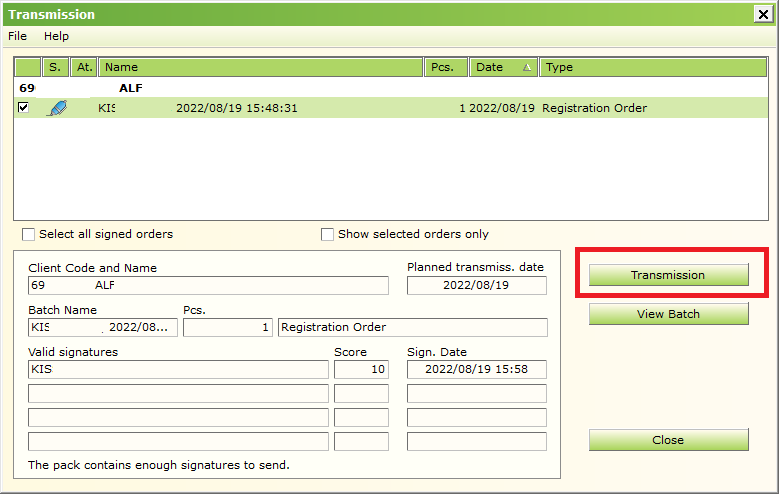 Transmission
File Help
S. At. Name Pcs. Date Type
69 ALF
KIS 2022/08/19 15:48:31 1 2022/08/19 Registration Order
Select all signed orders Show selected orders only
Client Code and Name Planned transmiss. date
69 ALF 2022/08/19
Transmission
Batch Name Pcs.
KIS 2022/08... 1 Registration Order
View Batch
Valid signatures Score Sign. Date
KIS 10 2022/08/19 15:58
Close
The pack contains enough signatures to send.